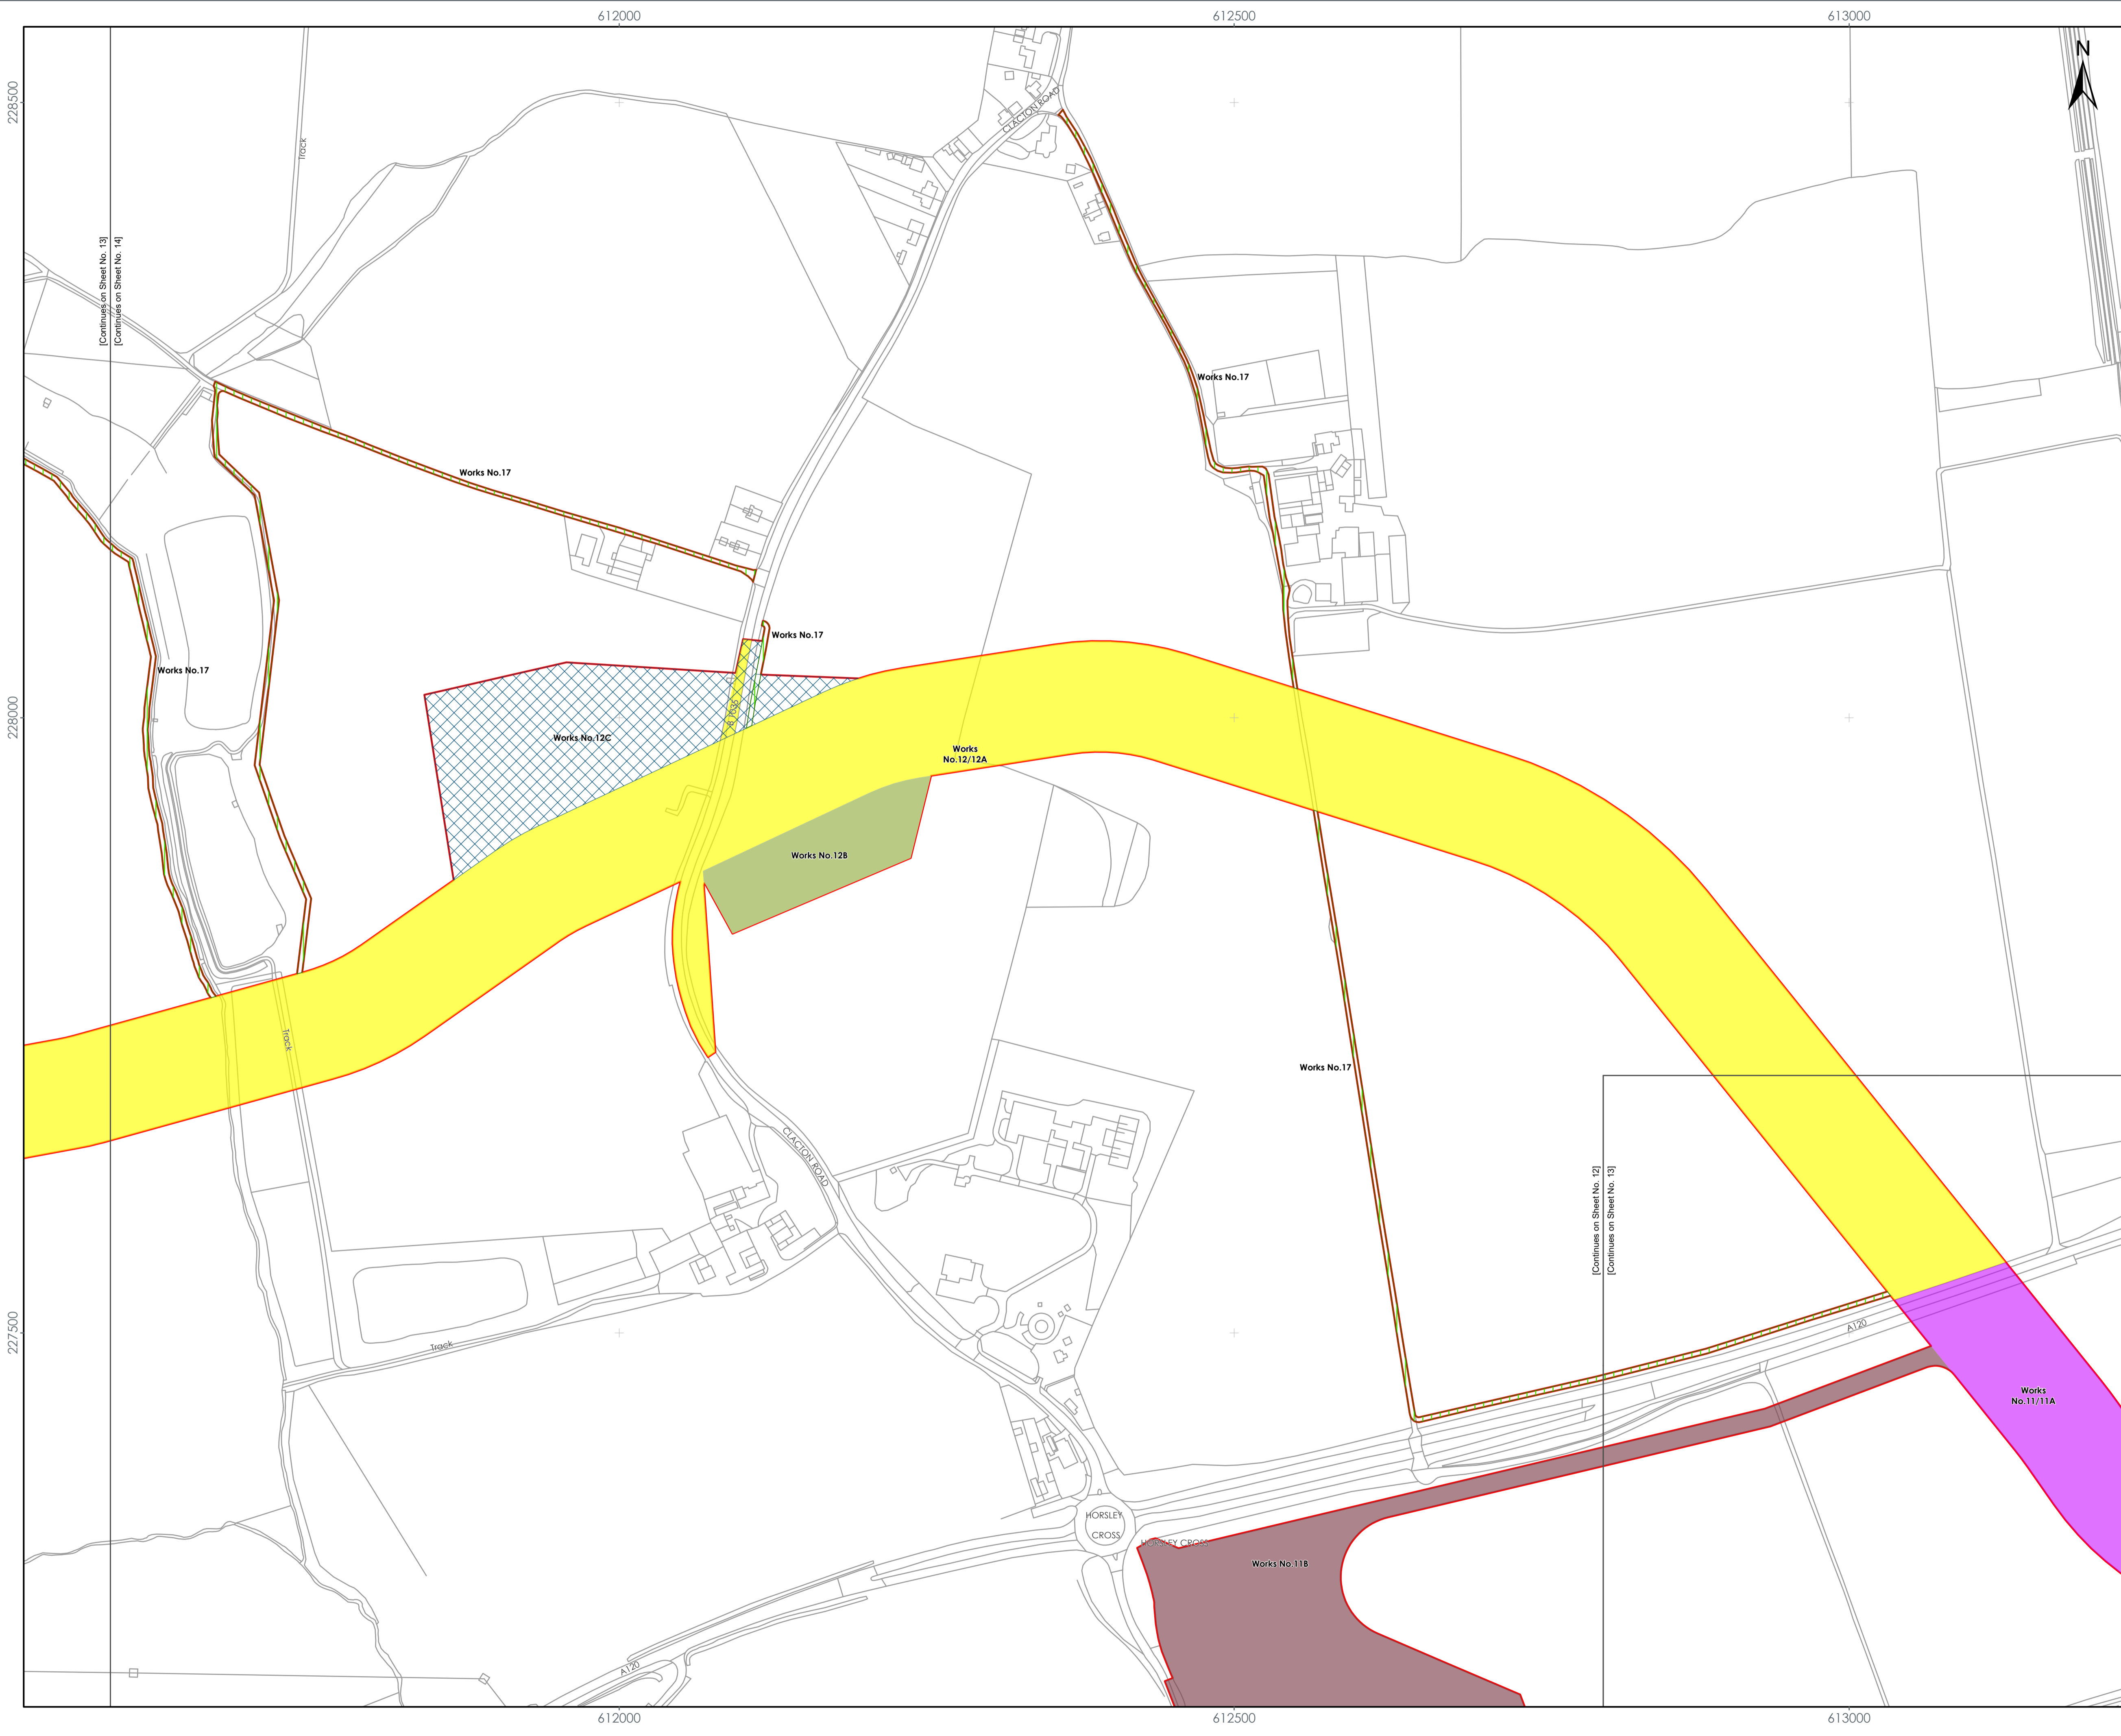 612000
612500
613000
N
228500
228000
227500
CLACTON ROAD
Track
[Continues on Sheet No. 13]
[Continues on Sheet No. 14]
Works No.17
Works No.17
Works No.17
Works No.17
B 1035
Works No.12C
Works
No.12/12A
Works No.12B
Track
Works No.17
CLACTON ROAD
[Continues on Sheet No. 12]
[Continues on Sheet No. 13]
A120
Track
Works
No.11/11A
HORSLEY
CROSS
HORSLEY CROSS
Works No.11B
A120
612000
612500
613000